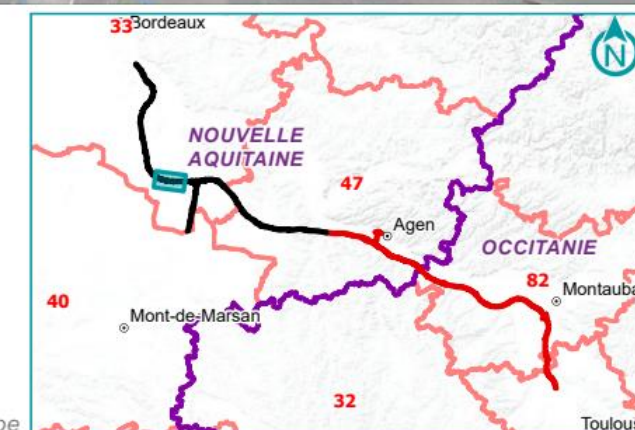 33
Bordeaux
N
NOUVELLE
AQUITAINE
47
Agen
OCCITANIE
82
Montauba
40
Mont-de-Marsan
32
Toulous